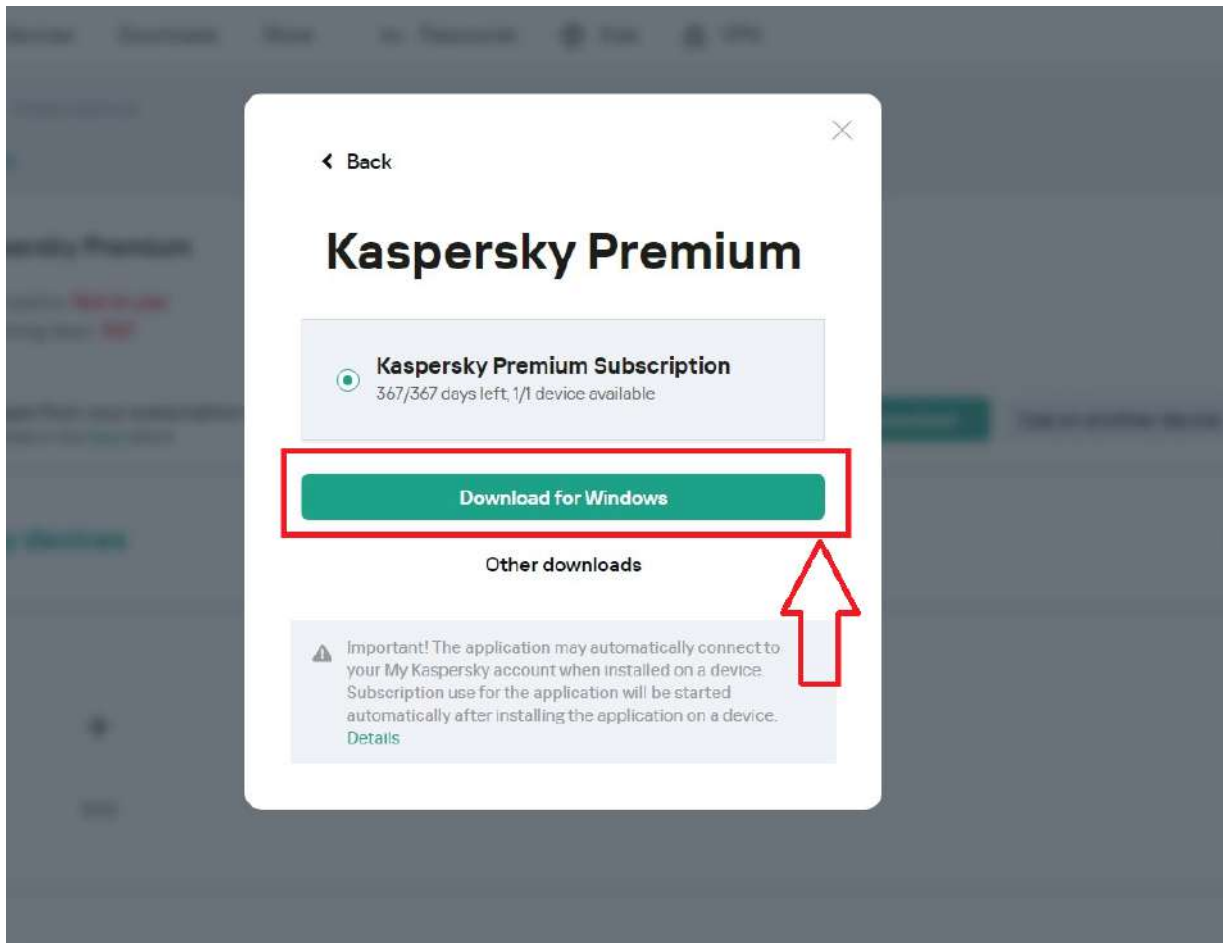 Back
Kaspersky Premium
Kaspersky Premium Subscription
367/367 days left, 1/1 device available
Download for Windows
Other downloads
Important! The application may automatically connect to
your My Kaspersky account when installed on a device.
Subscription use for the application will be started
automatically after installing the application on a device.
Details